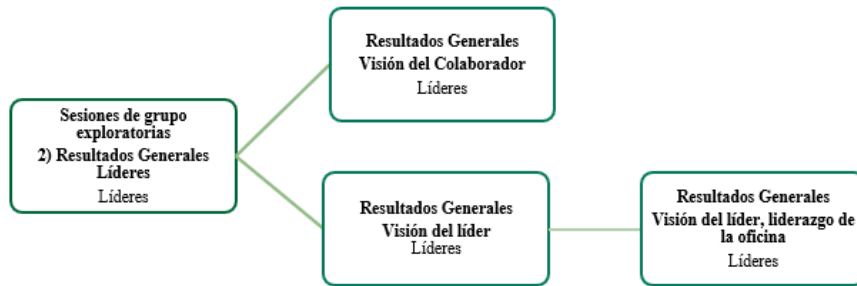 Resultados Generales
Visión del Colaborador
Líderes
Sesiones de grupo
exploratorias
2) Resultados Generales
Líderes
Líderes
Resultados Generales
Visión del líder
Líderes
Resultados Generales
Visión del líder, liderazgo de
la oficina
Líderes